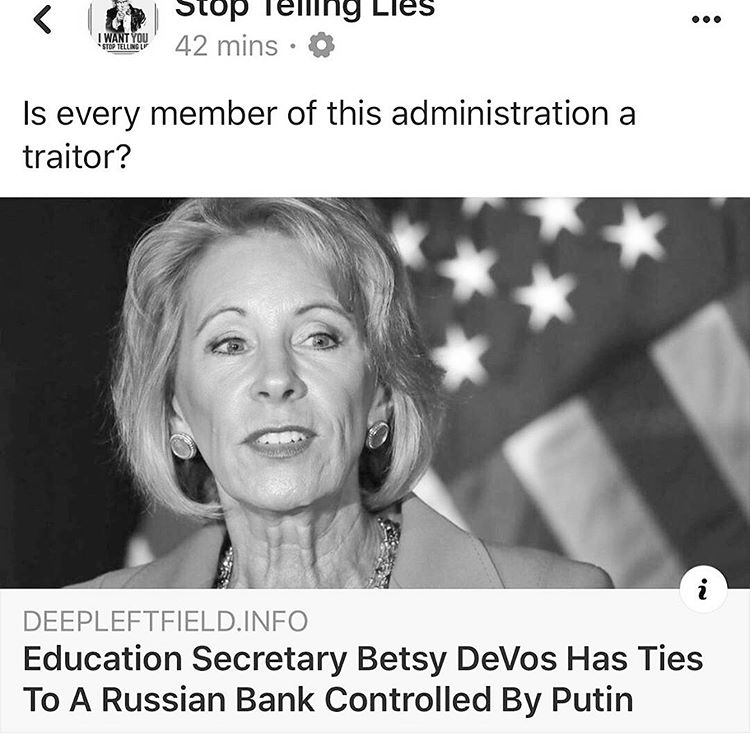 Stop Telling Lies
I WANT YOU
STOP TELLING
42 mins ·
Is every member of this administration a
traitor?
i
DEEPLEFTFIELD.INFO
Education Secretary Betsy DeVos Has Ties
To A Russian Bank Controlled By Putin